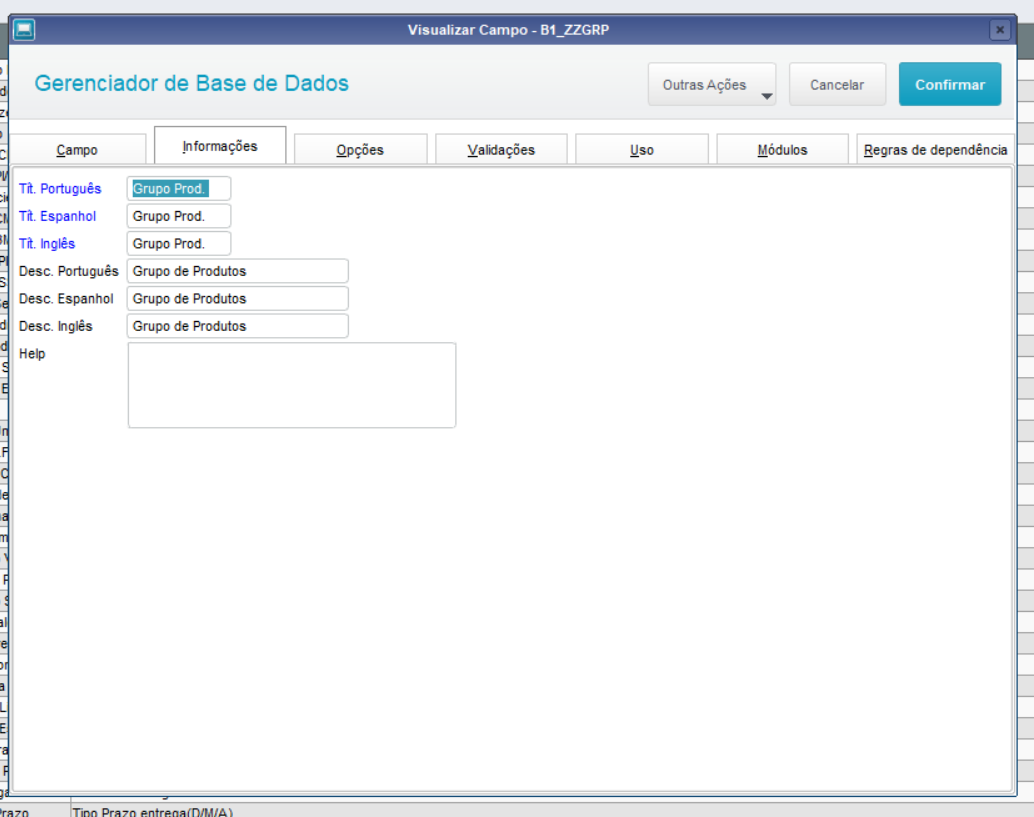 Visualizar Campo - B1_ZZGRP
Gerenciador de Base de Dados
Outras Ações
Cancelar
Confirmar
Campo
Informações
Opções
Validações
Uso
Módulos
Regras de dependência
Tít. Português Grupo Prod.
Tít. Espanhol Grupo Prod.
Tít. Inglês Grupo Prod.
Desc. Português Grupo de Produtos
Desc. Espanhol Grupo de Produtos
Desc. Inglês Grupo de Produtos
Help
Prazo Tipo Prazo entrega(D/M/A)